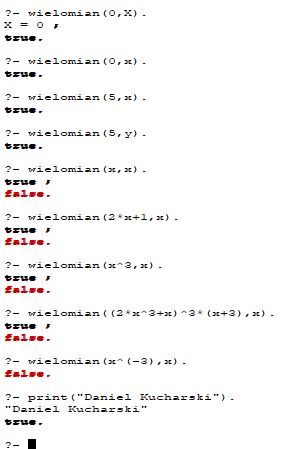 ?- wielomian(0,X).
X = 0 ;
true.
?- wielomian(0,x).
true.
?- wielomian(5,x).
true.
?- wielomian(5,y).
true.
?- wielomian(x,x).
true ;
false.
?- wielomian(2*x+1,x).
true ;
false.
?- wielomian(x^3,x).
true ;
false.
?- wielomian((2*x^3+x)^3*(x+3),x).
true ;
false.
?- wielomian(x^(-3),x).
false.
?- print("Daniel Kucharski").
"Daniel Kucharski"
true.
?-